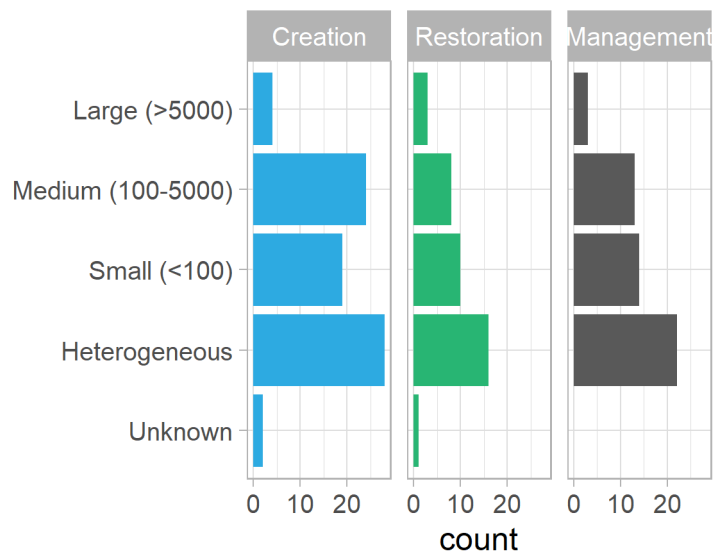 Creation Restoration Management
Large (>5000)
Medium (100-5000)
Small (<100)
Heterogeneous
Unknown
0 10 20 0 10 20 0 10 20
count